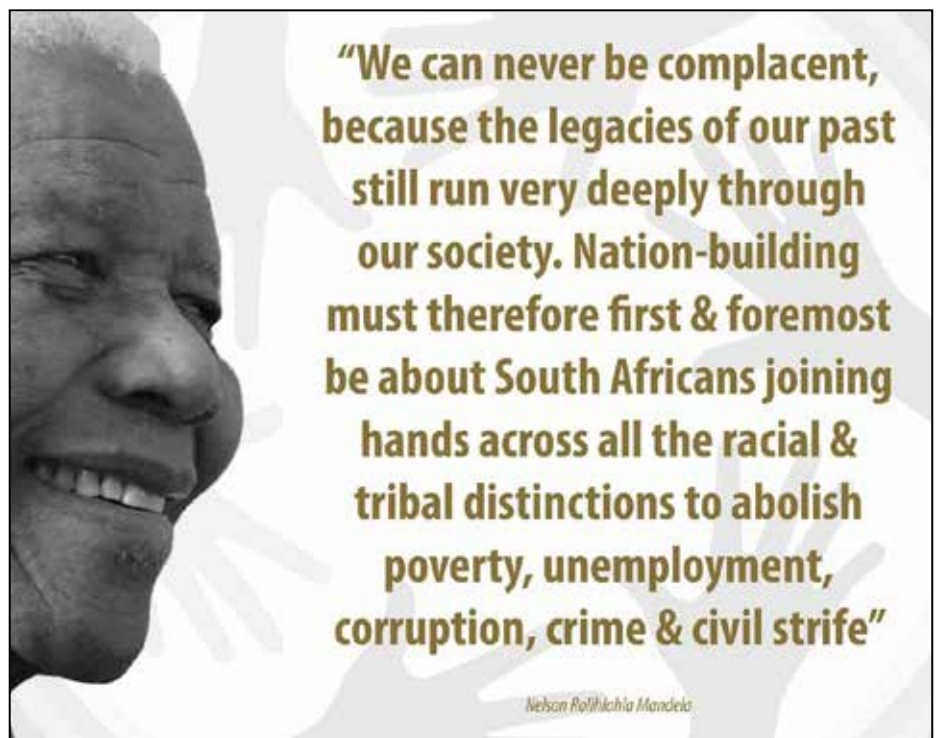 “We can never be complacent,
because the legacies of our past
still run very deeply through
our society. Nation-building
must therefore first & foremost
be about South Africans joining
hands across all the racial &
tribal distinctions to abolish
poverty, unemployment,
corruption, crime & civil strife”
Nelson Rolihlahla Mandela